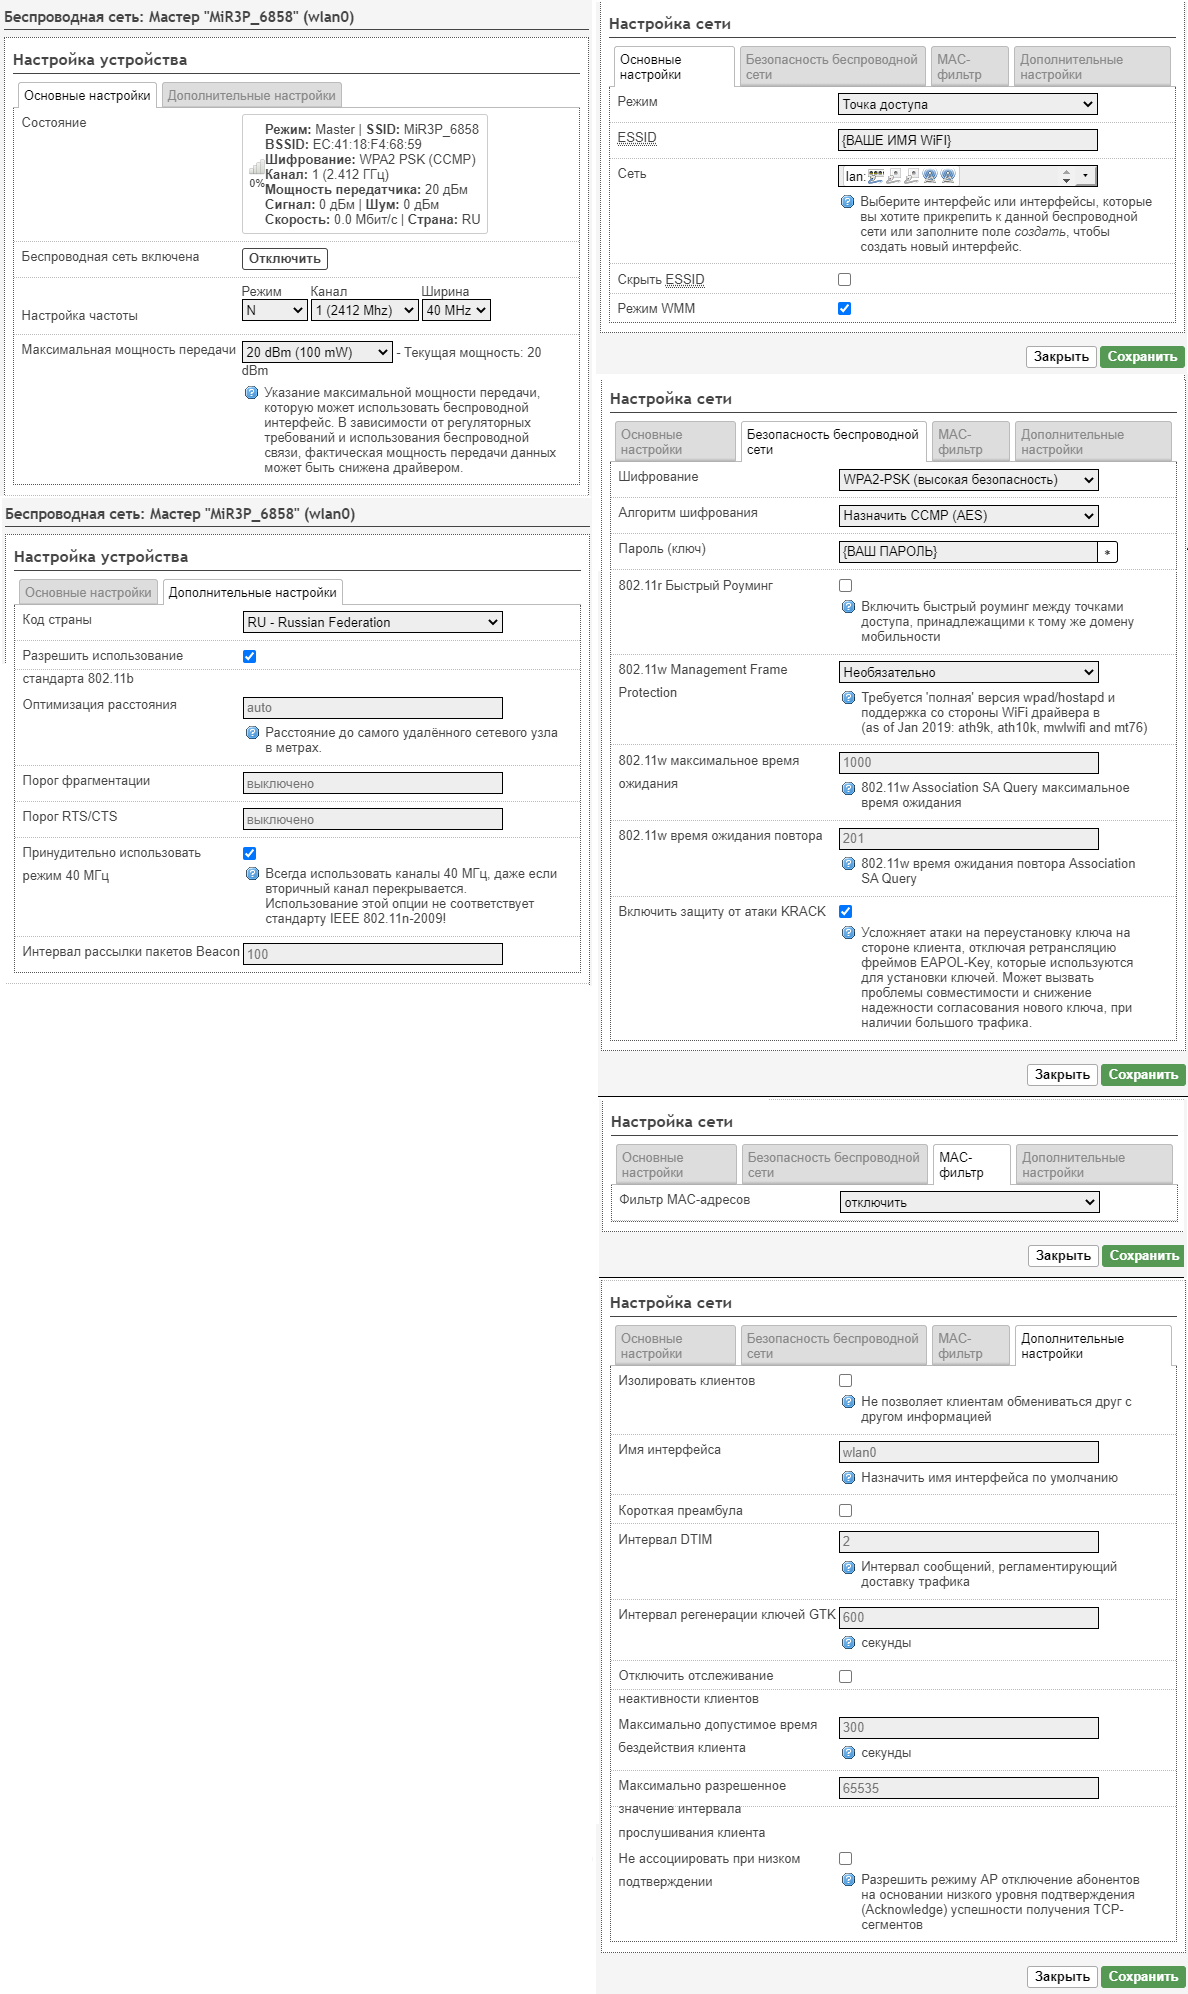 Беспроводная сеть: Мастер "MiR3P_6858" (wlan0)
Настройка устройства
Основные настройки
Дополнительные настройки
Состояние
0%
Режим: Master | SSID: MiR3P_6858
BSSID: EC:41:18:F4:68:59
Шифрование: WPA2 PSK (CCMP)
Канал: 1 (2.412 ГГц)
Мощность передатчика: 20 дБм
Сигнал: 0 дБм | Шум: 0 дБм
Скорость: 0.0 Мбит/с | Страна: RU
Беспроводная сеть включена
Отключить
Настройка частоты
Режим Канал Ширина
N 1 (2412 Mhz) 40 MHz
Максимальная мощность передачи
20 dBm (100 mW) - Текущая мощность: 20
dBm
Указание максимальной мощности передачи,
которую может использовать беспроводной
интерфейс. В зависимости от регуляторных
требований и использования беспроводной
связи, фактическая мощность передачи данных
может быть снижена драйвером.
Беспроводная сеть: Мастер "MiR3P_6858" (wlan0)
Настройка устройства
Основные настройки
Дополнительные настройки
Код страны
RU - Russian Federation
Разрешить использование
стандарта 802.11b
Оптимизация расстояния
auto
Расстояние до самого удалённого сетевого узла
в метрах.
Порог фрагментации
выключено
Порог RTS/CTS
выключено
Принудительно использовать
режим 40 МГц
Всегда использовать каналы 40 МГц, даже если
вторичный канал перекрывается.
Использование этой опции не соответствует
стандарту IEEE 802.11n-2009!
Интервал рассылки пакетов Beacon
100
Настройка сети
Основные
настройки
Безопасность беспроводной
сети
MAC-
фильтр
Дополнительные
настройки
Режим
Точка доступа
ESSID
{ВАШЕ ИМЯ WiFI}
Сеть
lan:
Выберите интерфейс или интерфейсы, которые
вы хотите прикрепить к данной беспроводной
сети или заполните поле создать, чтобы
создать новый интерфейс.
Скрыть ESSID
Режим WMM
Закрыть
Сохранить
Настройка сети
Основные
настройки
Безопасность беспроводной
сети
MAC-
фильтр
Дополнительные
настройки
Шифрование
WPA2-PSK (высокая безопасность)
Алгоритм шифрования
Назначить CCMP (AES)
Пароль (ключ)
{ВАШ ПАРОЛЬ}
*
802.11r Быстрый Роуминг
Включить быстрый роуминг между точками
доступа, принадлежащими к тому же домену
мобильности
802.11w Management Frame
Protection
Необязательно
Требуется 'полная' версия wpad/hostapd и
поддержка со стороны WiFi драйвера в
(as of Jan 2019: ath9k, ath10k, mwlwifi and mt76)
802.11w максимальное время
ожидания
1000
802.11w Association SA Query максимальное
время ожидания
802.11w время ожидания повтора
201
802.11w время ожидания повтора Association
SA Query
Включить защиту от атаки KRACK
Усложняет атаки на переустановку ключа на
стороне клиента, отключая ретрансляцию
фреймов EAPOL-Key, которые используются
для установки ключей. Может вызвать
проблемы совместимости и снижение
надежности согласования нового ключа, при
наличии большого трафика.
Закрыть
Сохранить
Настройка сети
Основные
настройки
Безопасность беспроводной
сети
MAC-
фильтр
Дополнительные
настройки
Фильтр MAC-адресов
отключить
Закрыть
Сохранить
Настройка сети
Основные
настройки
Безопасность беспроводной
сети
MAC-
фильтр
Дополнительные
настройки
Изолировать клиентов
Не позволяет клиентам обмениваться друг с
другом информацией
Имя интерфейса
wlan0
Назначить имя интерфейса по умолчанию
Короткая преамбула
Интервал DTIM
2
Интервал сообщений, регламентирующий
доставку трафика
Интервал регенерации ключей GTK
600
секунды
Отключить отслеживание
неактивности клиентов
Максимально допустимое время
бездействия клиента
300
секунды
Максимально разрешенное
значение интервала
прослушивания клиента
65535
Не ассоциировать при низком
подтверждении
Разрешить режиму AP отключение абонентов
на основании низкого уровня подтверждения
(Acknowledge) успешности получения TCP-
сегментов
Закрыть
Сохранить